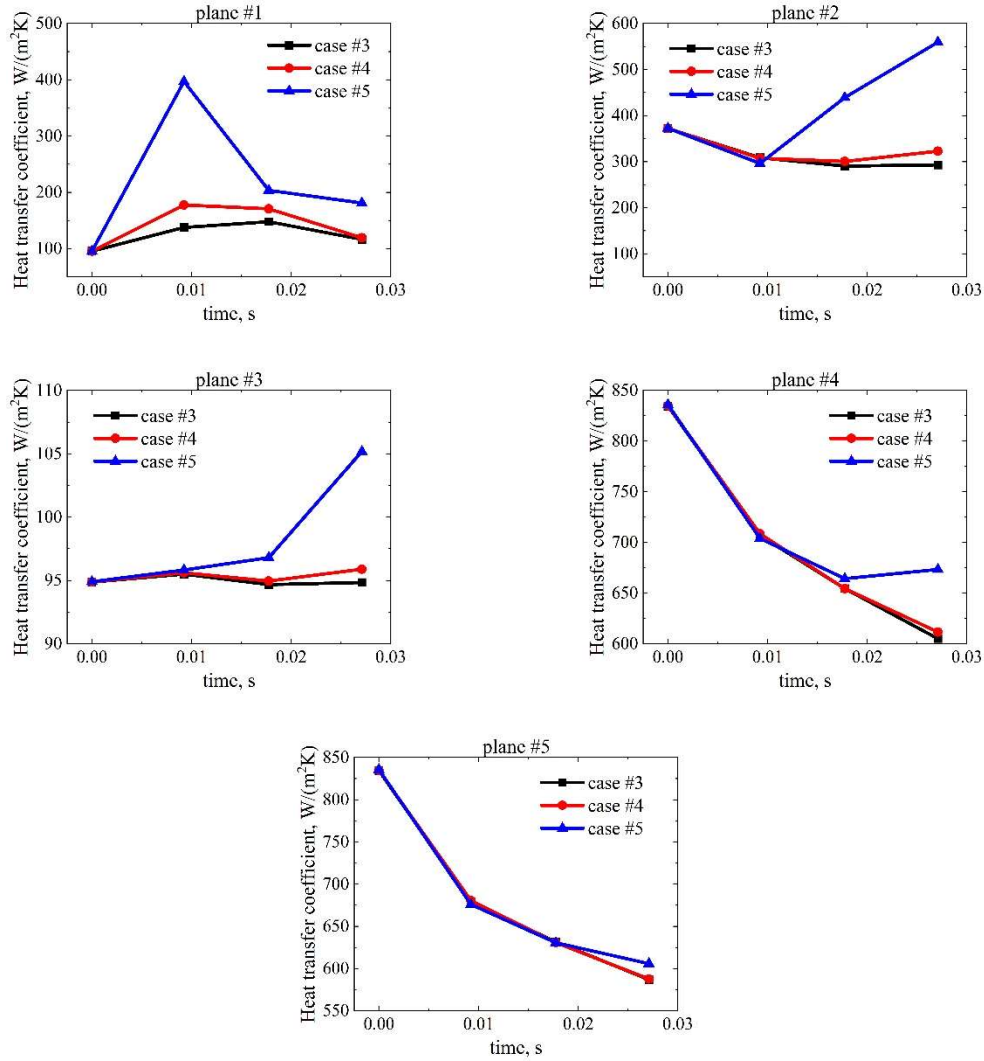 plane #1
Heat transfer coefficient, W/(m²K)
500
400
300
200
100
case #3
case #4
case #5
0.00 0.01 0.02 0.03
time, s
plane #2
Heat transfer coefficient, W/(m²K)
600
500
400
300
200
100
case #3
case #4
case #5
0.00 0.01 0.02 0.03
time, s
plane #3
Heat transfer coefficient, W/(m²K)
110
105
100
95
90
case #3
case #4
case #5
0.00 0.01 0.02 0.03
time, s
plane #4
Heat transfer coefficient, W/(m²K)
850
800
750
700
650
600
case #3
case #4
case #5
0.00 0.01 0.02 0.03
time, s
plane #5
Heat transfer coefficient, W/(m²K)
850
800
750
700
650
600
550
case #3
case #4
case #5
0.00 0.01 0.02 0.03
time, s